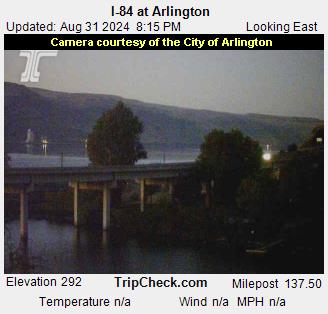 I-84 at Arlington
Updated: Aug 31 2024 8:15 PM Looking East
Camera courtesy of the City of Arlington
Elevation 292 TripCheck.com Milepost 137.50
Temperature n/a Wind n/a MPH n/a